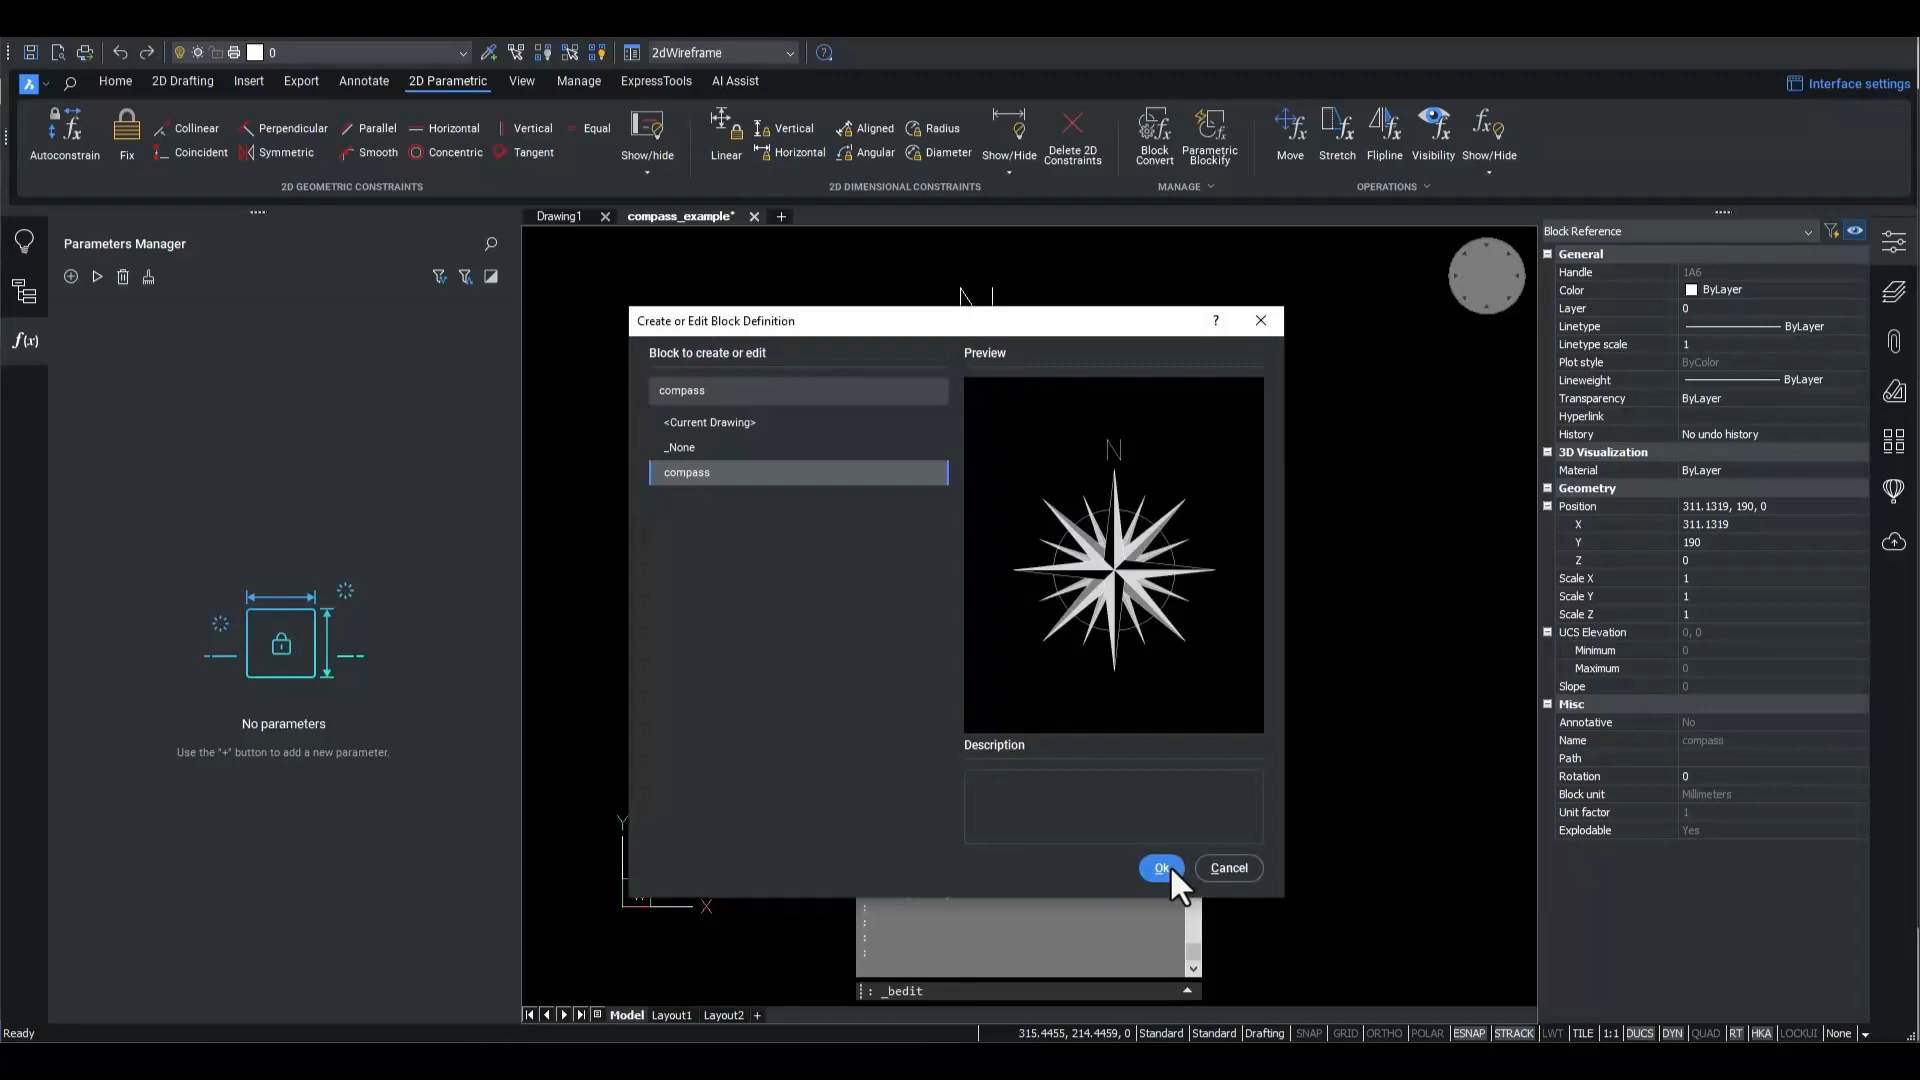 0
2dWireframe
Home
2D Drafting
Insert
Export
Annotate
2D Parametric
View
Manage
ExpressTools
AI Assist
Interface settings
Autoconstrain
Fix
Collinear
Perpendicular
Parallel
Horizontal
Vertical
Equal
Coincident
Symmetric
Smooth
Concentric
Tangent
Show/hide
2D GEOMETRIC CONSTRAINTS
Linear
Vertical
Aligned
Radius
Horizontal
Angular
Diameter
Show/Hide
Delete 2D
Constraints
2D DIMENSIONAL CONSTRAINTS
Block
Convert
Parametric
Blockify
MANAGE
Move
Stretch
Flipline
Visibility
Show/Hide
OPERATIONS
Drawing1
compass_example*
Parameters Manager
f(x)
No parameters
Use the "+" button to add a new parameter.
N
Create or Edit Block Definition
?
Block to create or edit
compass
<Current Drawing>
_None
compass
Preview
N
Description
Ok
Cancel
Y
W
X
:
:
:
:
: _bedit
Model
Layout1
Layout2
+
Block Reference
General
Handle 1A6
Color ByLayer
Layer 0
Linetype ByLayer
Linetype scale 1
Plot style ByColor
Lineweight ByLayer
Transparency ByLayer
Hyperlink
History No undo history
3D Visualization
Material ByLayer
Geometry
Position 311.1319, 190, 0
X 311.1319
Y 190
Z 0
Scale X 1
Scale Y 1
Scale Z 1
UCS Elevation 0, 0
Minimum 0
Maximum 0
Slope 0
Misc
Annotative No
Name compass
Path
Rotation 0
Block unit Millimeters
Unit factor 1
Explodable Yes
Ready
315.4455, 214.4459, 0 Standard Standard Drafting SNAP GRID ORTHO POLAR ESNAP STRACK LWT TILE 1:1 DUCS DYN QUAD RT HKA LOCKUI None